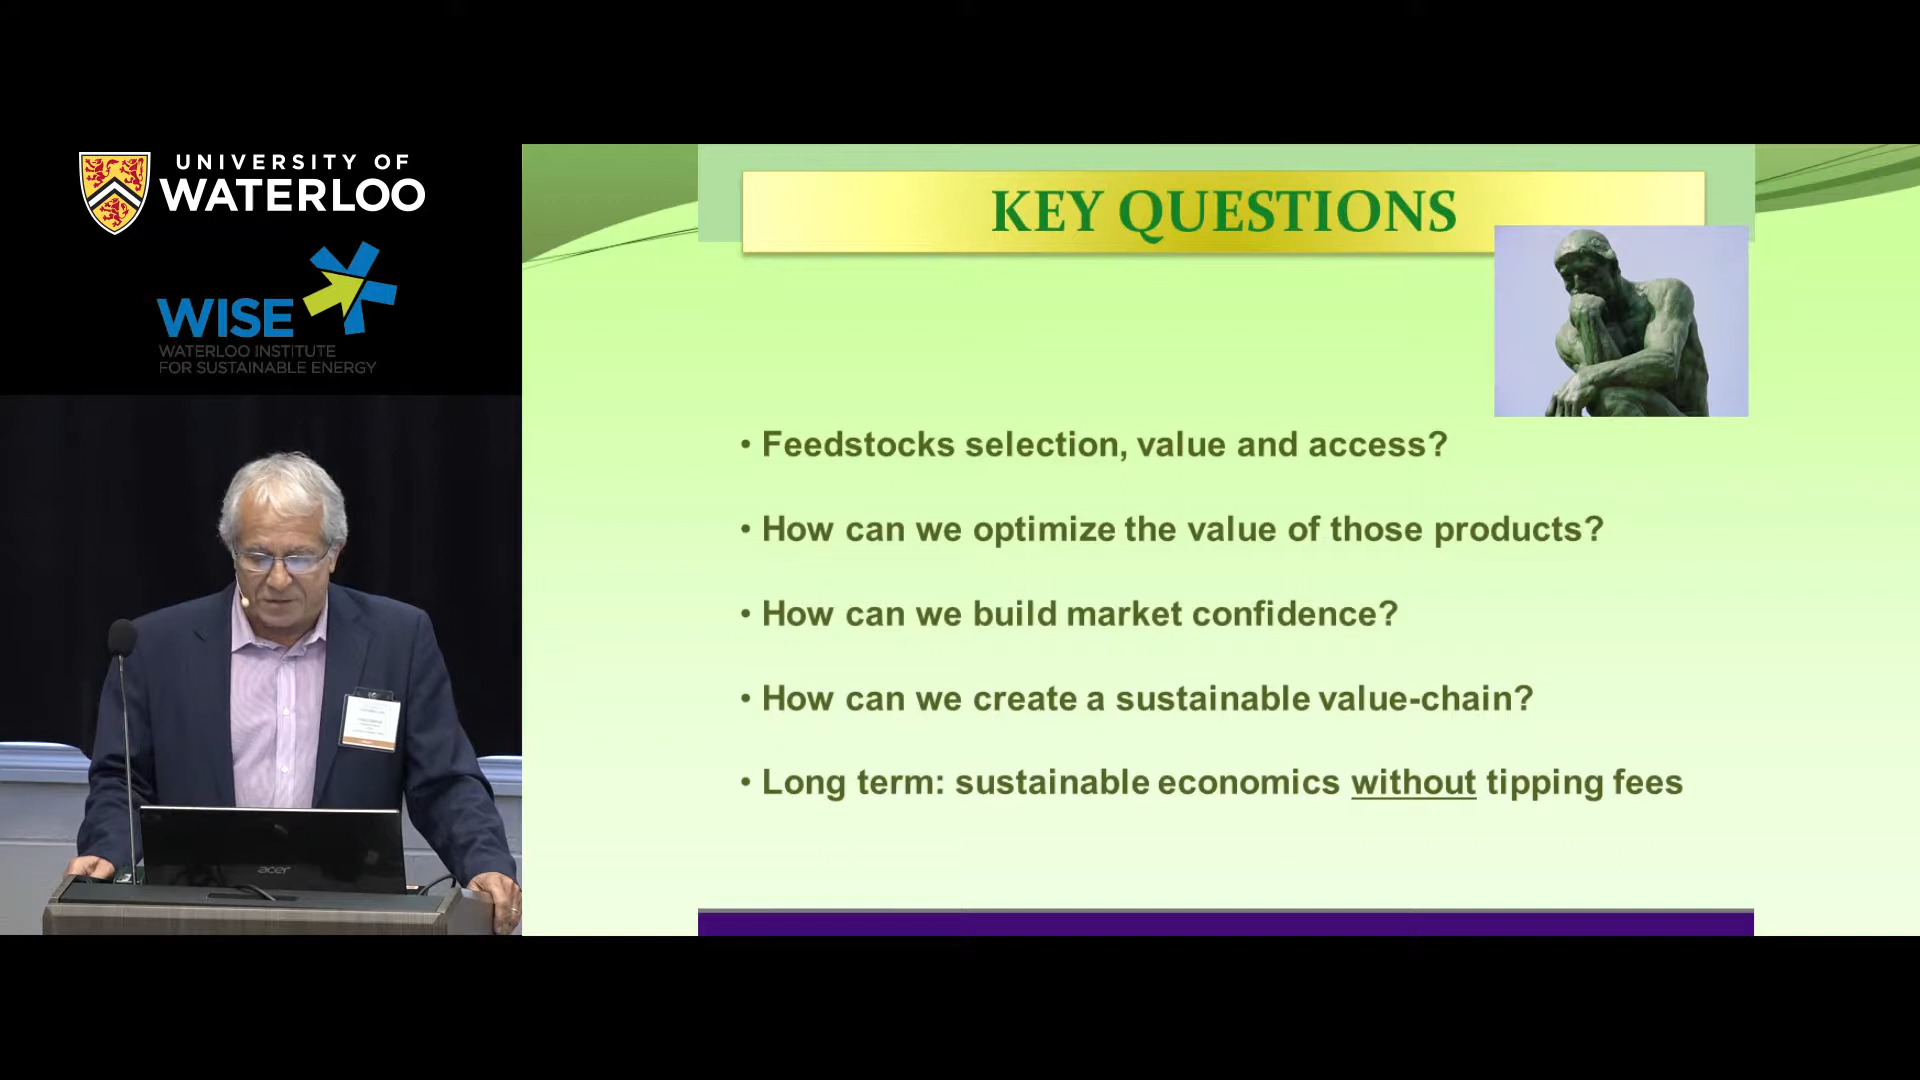 UNIVERSITY OF
WATERLOO
WISE
WATERLOO INSTITUTE
FOR SUSTAINABLE ENERGY
KEY QUESTIONS
• Feedstocks selection, value and access?
• How can we optimize the value of those products?
• How can we build market confidence?
• How can we create a sustainable value-chain?
• Long term: sustainable economics without tipping fees
acer